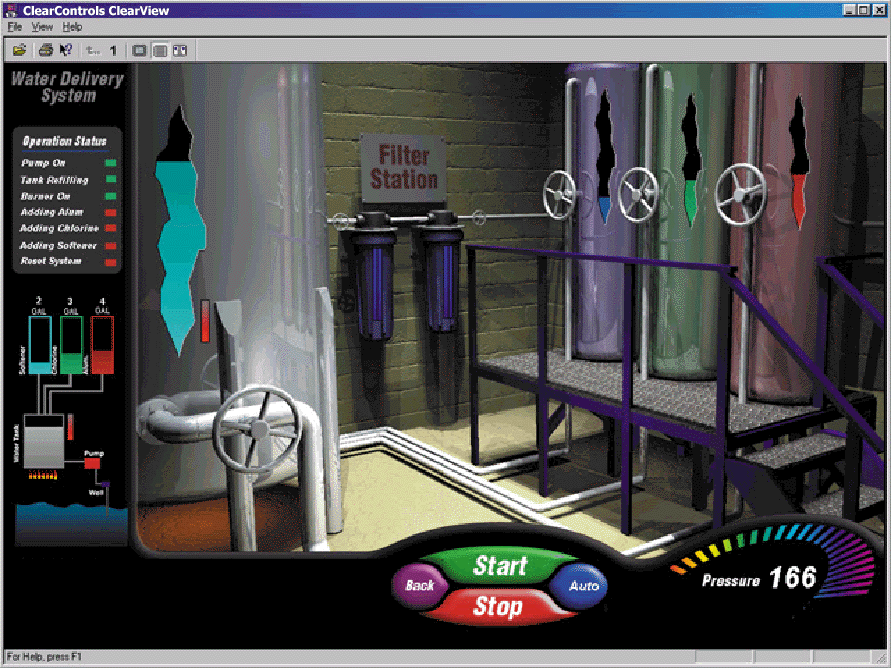 ClearControls ClearView
File View Help
1
Water Delivery
System
Operation Status
Pump On
Tank Refilling
Burner On
Adding Alum
Adding Chlorine
Adding Softener
Reset System
2 3 4
GAL GAL GAL
Softener
Chlorine
Alum
Water Tank
Pump
Well
Filter
Station
Start
Back
Auto
Stop
Pressure 166
For Help, press F1